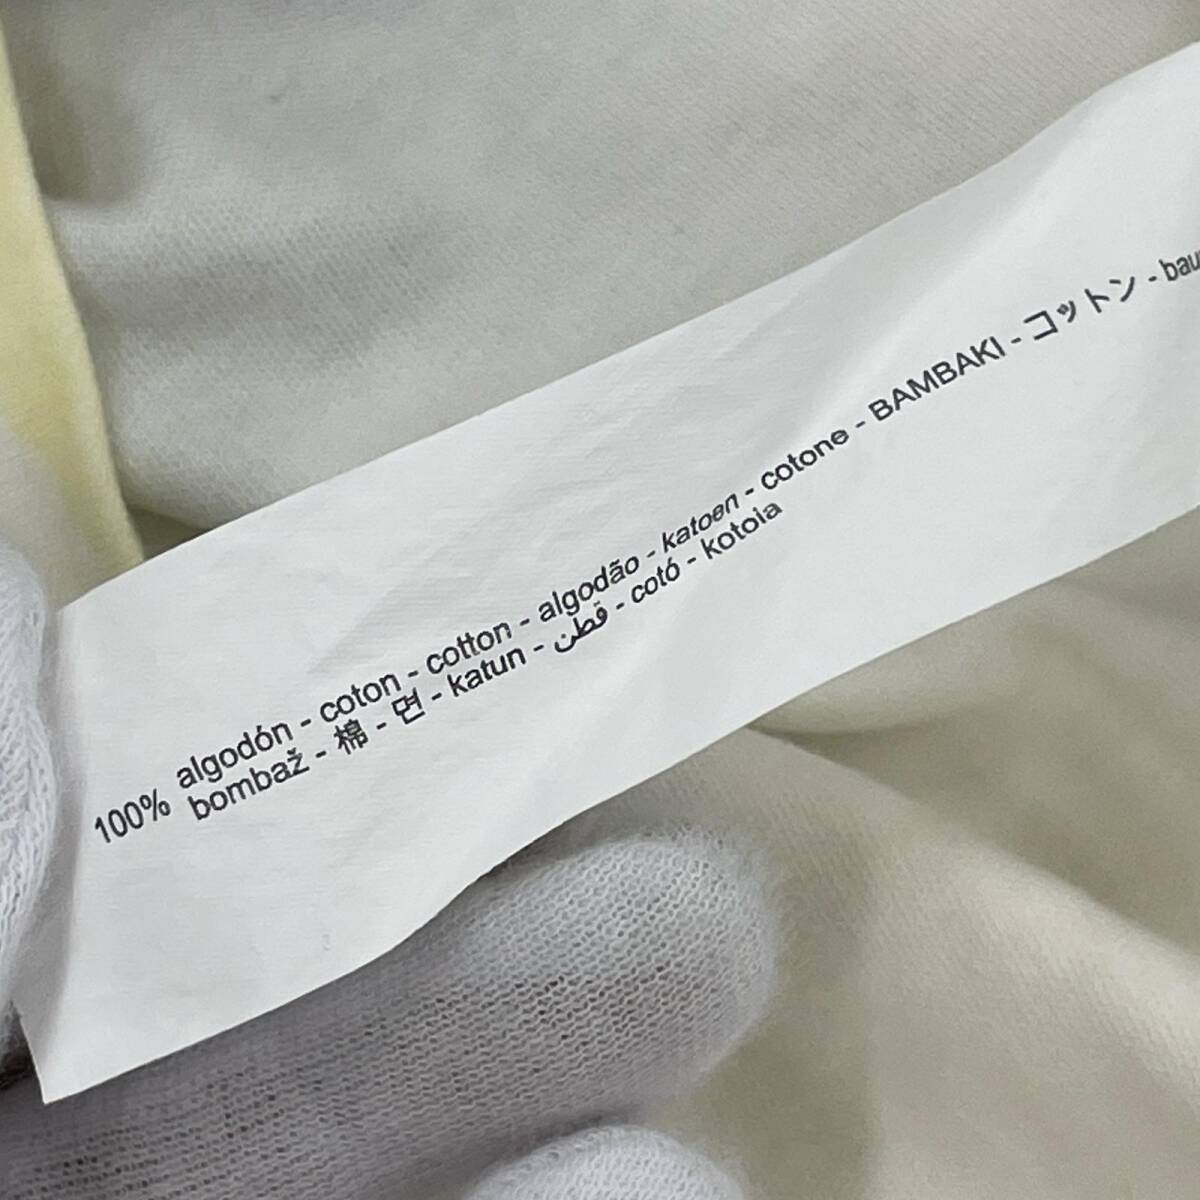 100% algodón - coton - cotton - algodão - katoen - cotone - BAMBAKI - コットン -
bombaž - 棉 - 면 - katun - قطن - cotó - kotoia